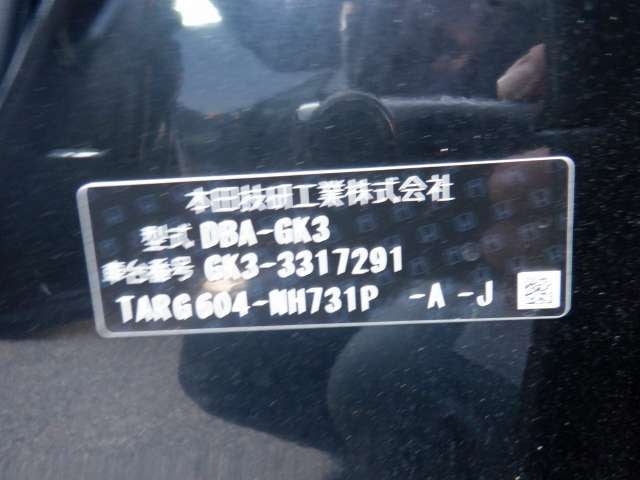 本田技研工業株式会社
型式 DBA-GK3
車台番号 GK3-3317291
TARG604-NH731P -A -J